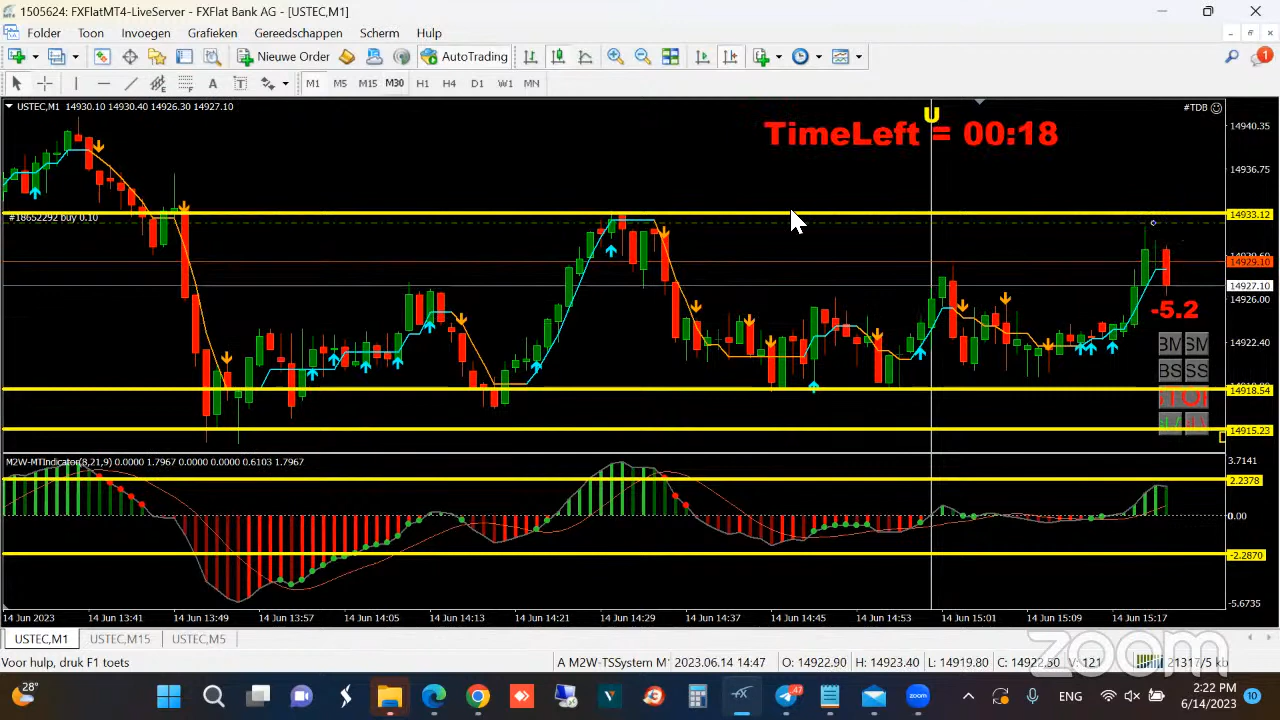 1505624: FXFlatMT4-LiveServer - FXFlat Bank AG - [USTEC,M1]
Folder Toon Invoegen Grafieken Gereedschappen Scherm Help
Nieuwe Order AutoTrading
A T M1 M5 M15 M30 H1 H4 D1 W1 MN
USTEC,M1 14930.10 14930.40 14926.30 14927.10
#TDB
U
TimeLeft = 00:18
14940.35
14936.75
14933.12
#18652292 buy 0.10
14929.10
14927.10
14926.00
-5.2
14922.40
BM SM
BS SS
14918.54
14915.23
M2W-MTIndicator(8,21,9) 0.0000 1.7967 0.0000 0.6103 1.7967
3.7141
2.2378
0.00
-2.2870
-5.6735
14 Jun 2023 14 Jun 13:41 14 Jun 13:49 14 Jun 13:57 14 Jun 14:05 14 Jun 14:13 14 Jun 14:21 14 Jun 14:29 14 Jun 14:37 14 Jun 14:45 14 Jun 14:53 14 Jun 15:01 14 Jun 15:09 14 Jun 15:17
USTEC,M1 USTEC,M15 USTEC,M5
zoom
Voor hulp, druk F1 toets A M2W-TSSystem M 2023.06.14 14:47 O: 14922.90 H: 14923.40 L: 14919.80 C: 14922.50 V: 121 21317/5 kb
28° ENG 2:22 PM
6/14/2023